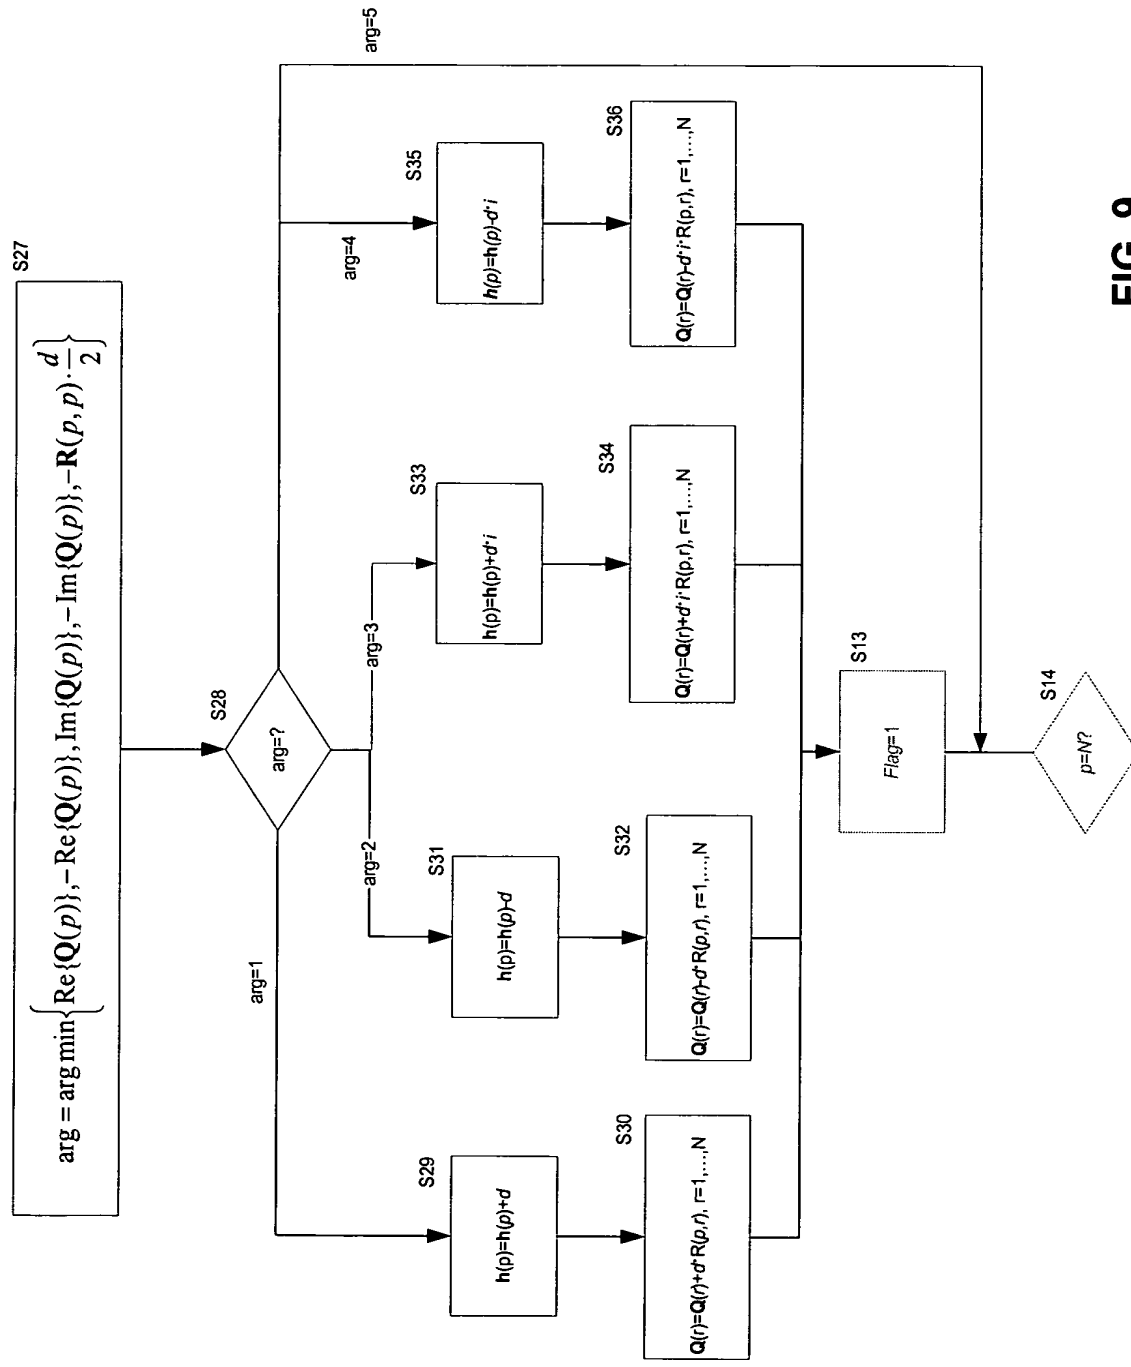 S27
arg = arg min{Re{Q(p)},−Re{Q(p)},Im{Q(p)},−Im{Q(p)},−R(p,p)·d/2}
S28
arg=?
arg=1
arg=2
arg=3
arg=4
arg=5
S29
h(p)=h(p)+d
S31
h(p)=h(p)-d
S33
h(p)=h(p)+d·i
S35
h(p)=h(p)-d·i
S30
Q(r)=Q(r)+d·R(p,r), r=1,...,N
S32
Q(r)=Q(r)-d·R(p,r), r=1,...,N
S34
Q(r)=Q(r)+d·i·R(p,r), r=1,...,N
S36
Q(r)=Q(r)-d·i·R(p,r), r=1,...,N
S13
Flag=1
S14
p=N?
FIG. 9